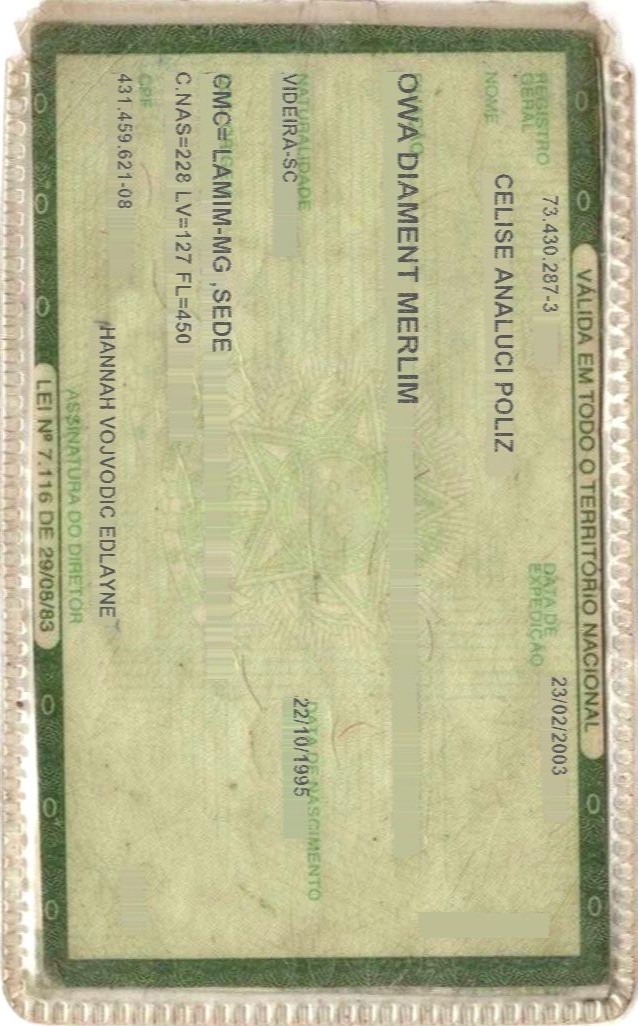 VÁLIDA EM TODO O TERRITÓRIO NACIONAL
REGISTRO GERAL 73.430.287-3 DATA DE EXPEDIÇÃO 23/02/2003
NOME CELISE ANALUCI POLIZ
OWA DIAMENT MERLIM
NATURALIDADE DATA DE NASCIMENTO
VIDEIRA-SC 22/10/1995
CMC= LAMIM-MG ,SEDE
C.NAS=228 LV=127 FL=450
CPF
431.459.621-08
HANNAH VOJVODIC EDLAYNE
ASSINATURA DO DIRETOR
LEI Nº 7.116 DE 29/08/83